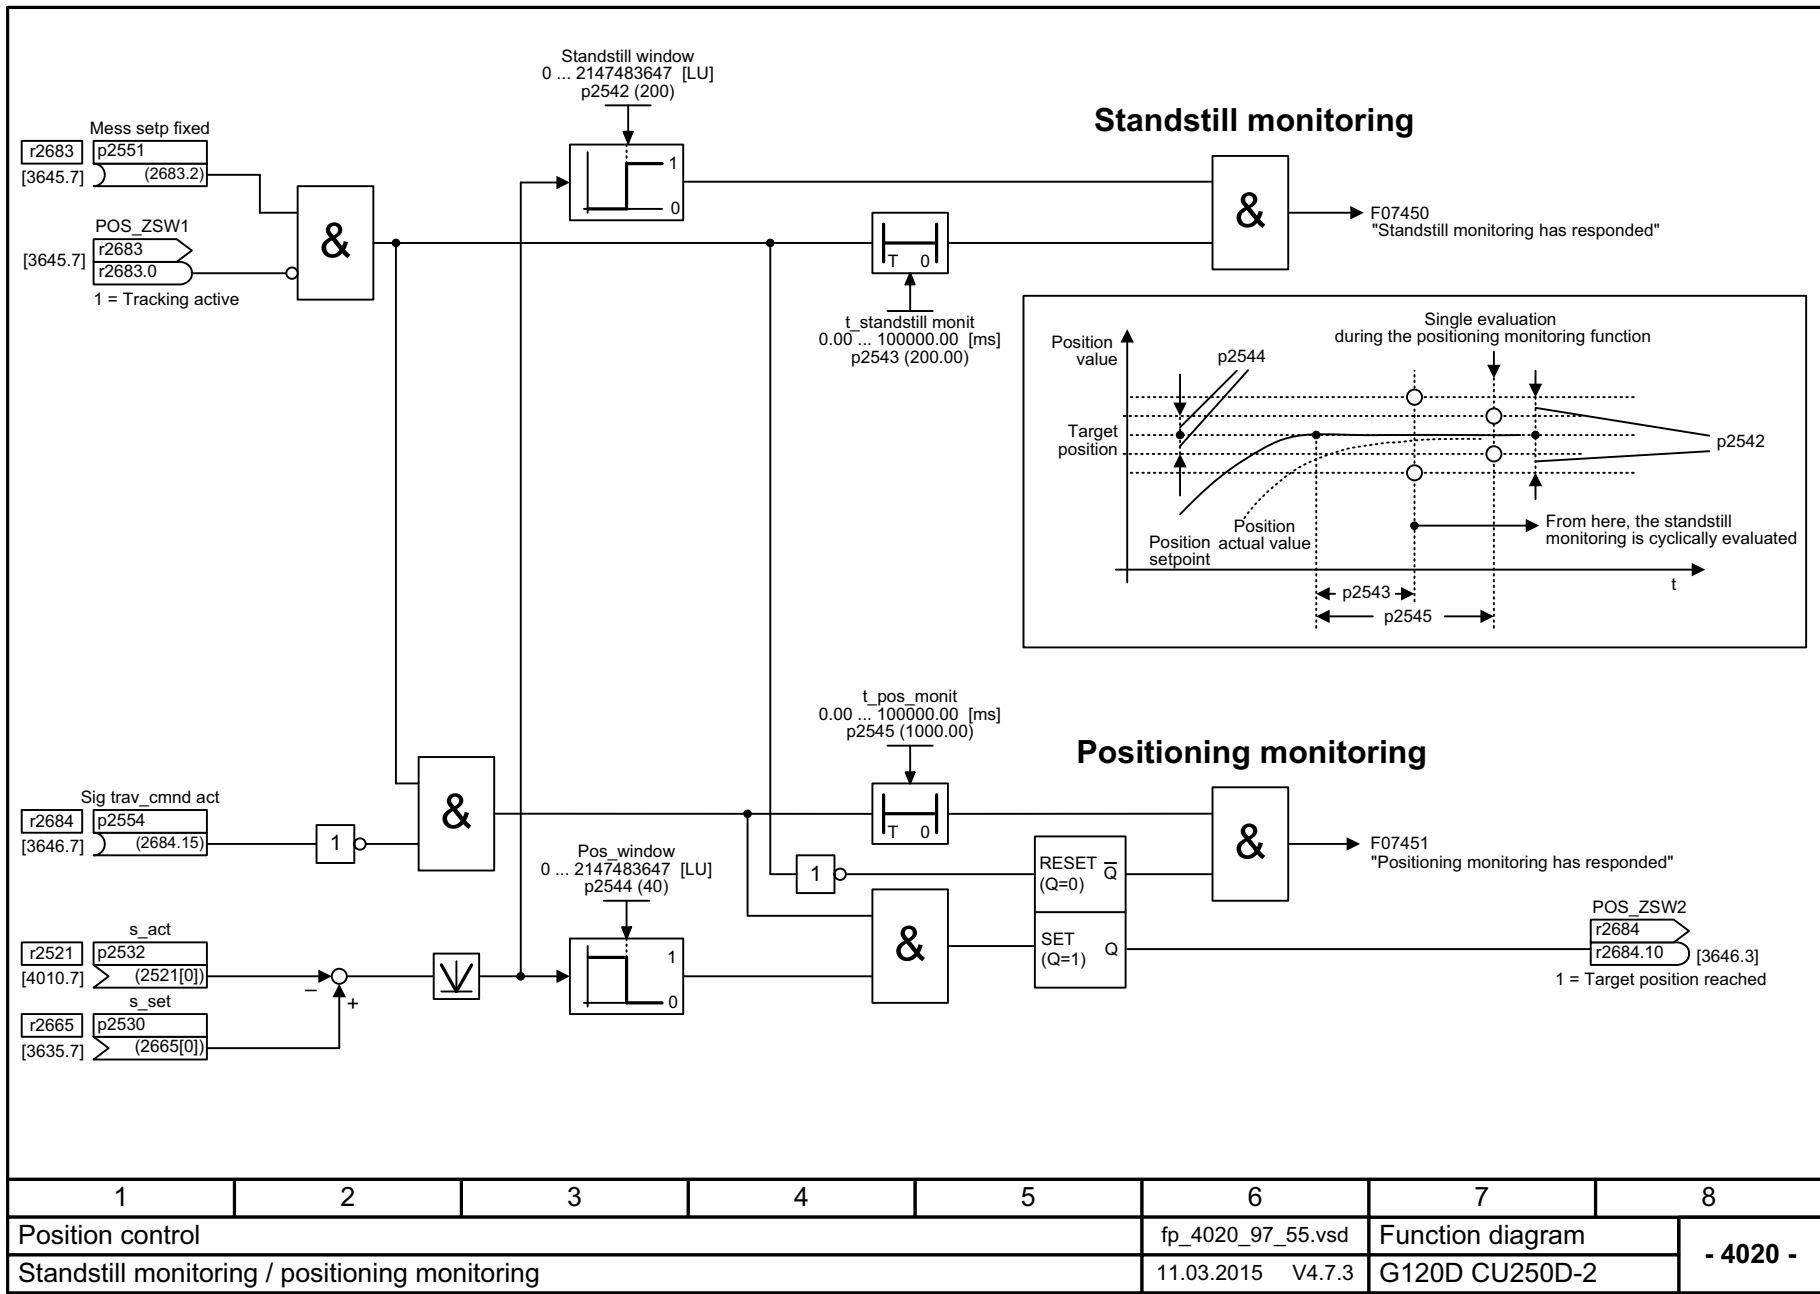 Standstill window
0 ... 2147483647 [LU]
p2542 (200)
Standstill monitoring
Mess setp fixed
r2683 p2551
[3645.7] (2683.2)
1
0
&
&
POS_ZSW1
r2683
[3645.7]
r2683.0
1 = Tracking active
T 0
F07450
"Standstill monitoring has responded"
t_standstill monit
0.00 ... 100000.00 [ms]
p2543 (200.00)
Single evaluation
during the positioning monitoring function
Position
value
p2544
Target
position
p2542
Position
actual value
Position
setpoint
From here, the standstill
monitoring is cyclically evaluated
t
p2543
p2545
t_pos_monit
0.00 ... 100000.00 [ms]
p2545 (1000.00)
Positioning monitoring
Sig trav_cmnd act
r2684 p2554
[3646.7] (2684.15)
1
&
T 0
&
F07451
"Positioning monitoring has responded"
Pos_window
0 ... 2147483647 [LU]
p2544 (40)
1
RESET Q
(Q=0)
&
SET Q
(Q=1)
POS_ZSW2
r2684
r2684.10 [3646.3]
1 = Target position reached
s_act
r2521 p2532
[4010.7] (2521[0])
–
+
1
0
s_set
r2665 p2530
[3635.7] (2665[0])
1 2 3 4 5 6 7 8
Position control fp_4020_97_55.vsd Function diagram
- 4020 -
Standstill monitoring / positioning monitoring 11.03.2015 V4.7.3 G120D CU250D-2